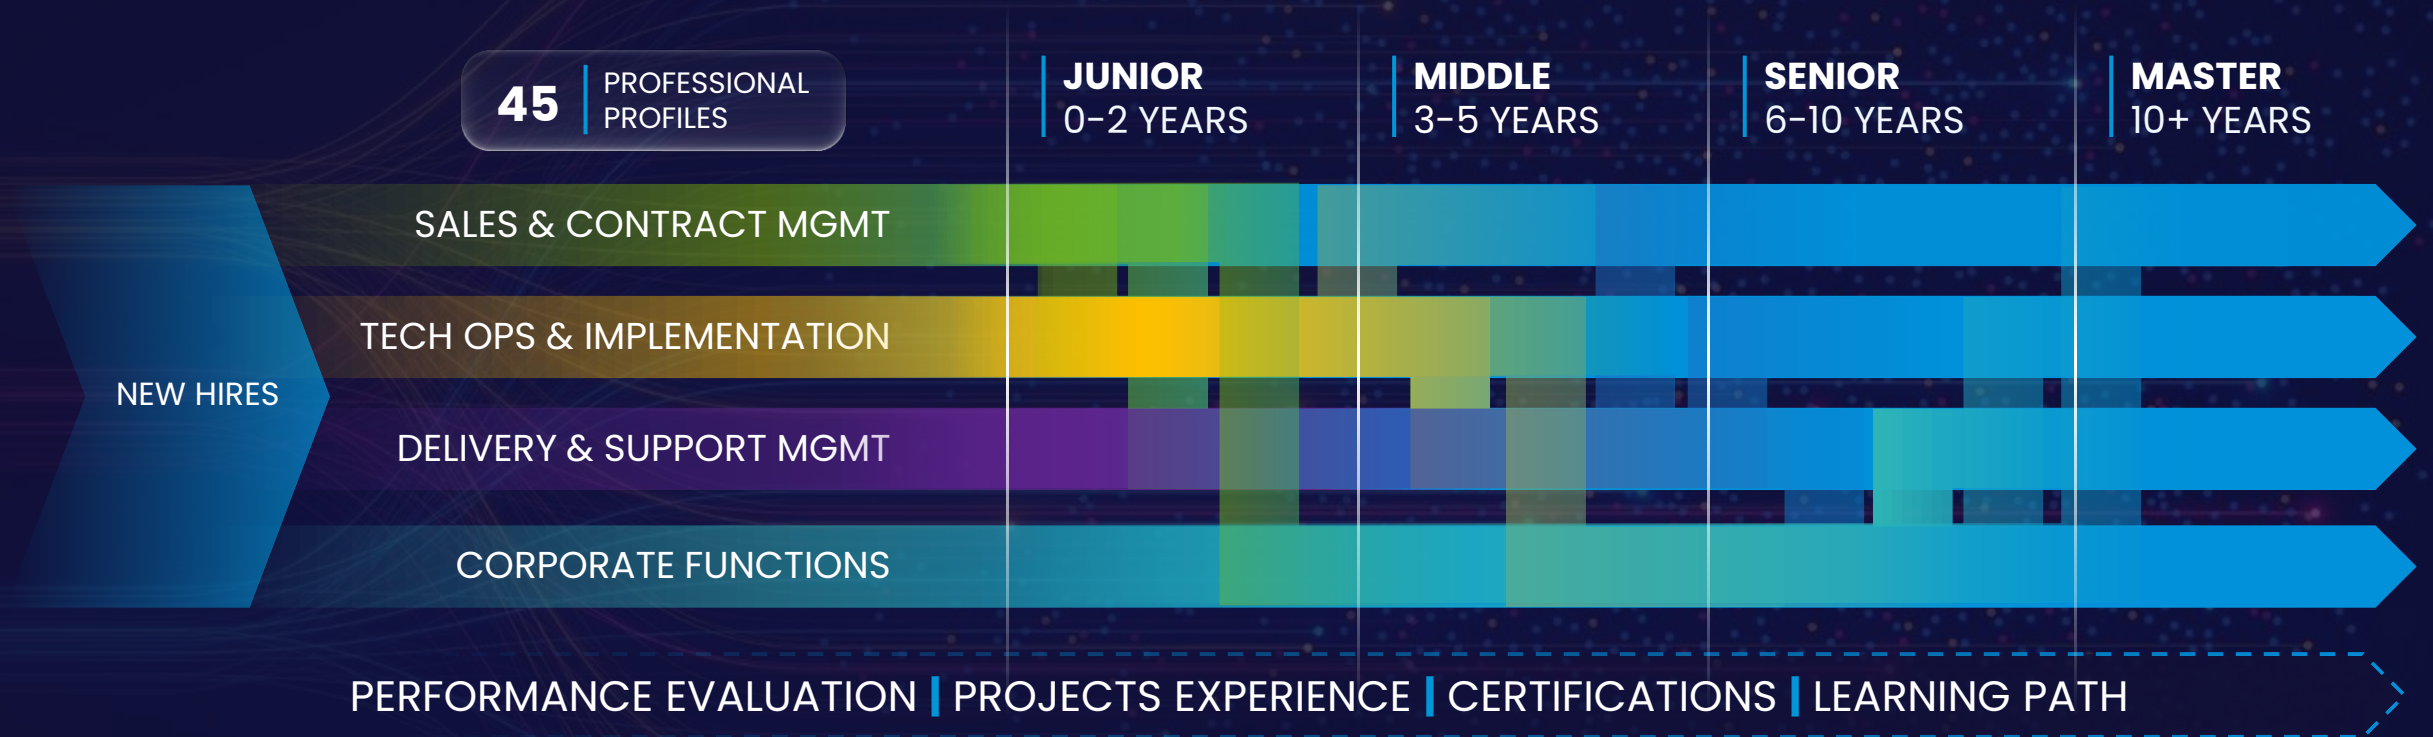 45
PROFESSIONAL
PROFILES
JUNIOR
0-2 YEARS
MIDDLE
3-5 YEARS
SENIOR
6-10 YEARS
MASTER
10+ YEARS
NEW HIRES
SALES & CONTRACT MGMT
TECH OPS & IMPLEMENTATION
DELIVERY & SUPPORT MGMT
CORPORATE FUNCTIONS
PERFORMANCE EVALUATION | PROJECTS EXPERIENCE | CERTIFICATIONS | LEARNING PATH